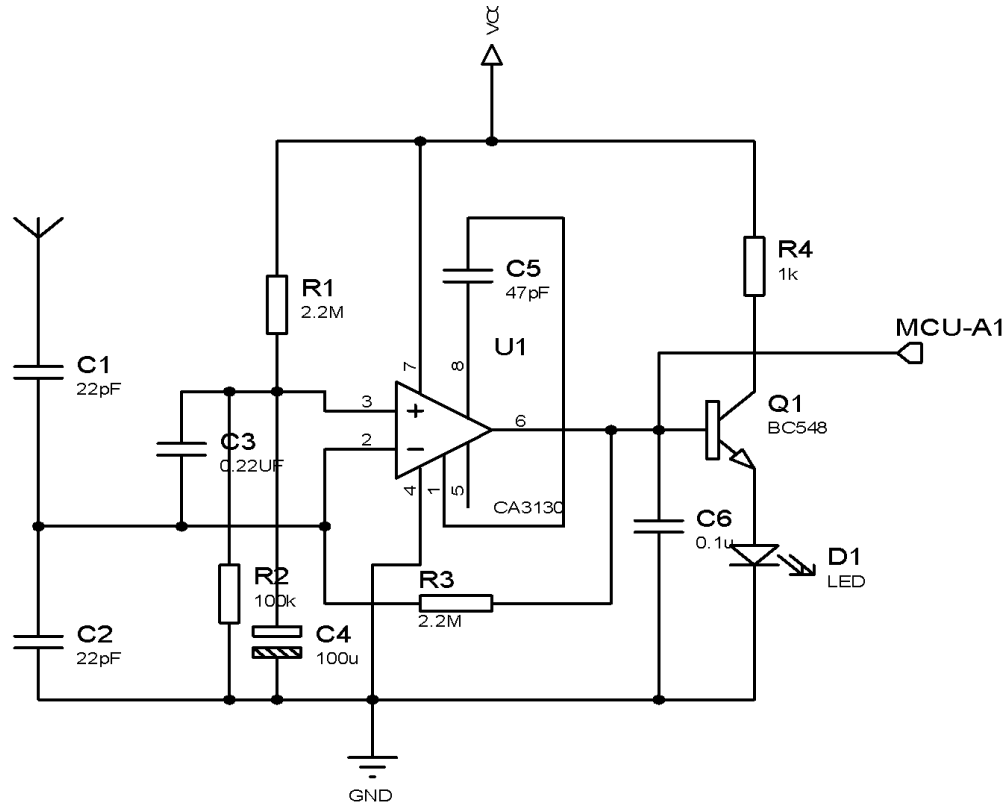 VCC
R1
2.2M
C5
47pF
R4
1k
MCU-A1
U1
7
8
C1
22pF
3
6
Q1
BC548
2
C3
0.22UF
4
1
5
CA3130
C6
0.1u
D1
LED
R2
100k
R3
2.2M
C2
22pF
C4
100u
GND